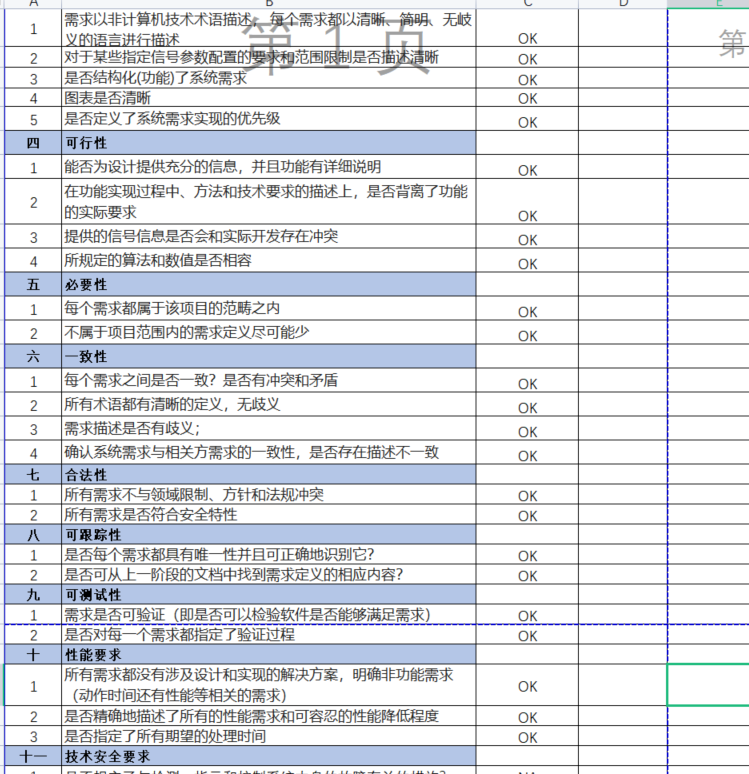 A B C D E
1 需求以非计算机技术术语描述，每个需求都以清晰、简明、无歧
义的语言进行描述 OK
2 对于某些指定信号参数配置的要求和范围限制是否描述清晰 OK
3 是否结构化(功能)了系统需求 OK
4 图表是否清晰 OK
5 是否定义了系统需求实现的优先级 OK
第 1 页
第
四 可行性
1 能否为设计提供充分的信息，并且功能有详细说明 OK
2 在功能实现过程中、方法和技术要求的描述上，是否背离了功能
的实际要求 OK
3 提供的信号信息是否会和实际开发存在冲突 OK
4 所规定的算法和数值是否相容 OK
五 必要性
1 每个需求都属于该项目的范畴之内 OK
2 不属于项目范围内的需求定义尽可能少 OK
六 一致性
1 每个需求之间是否一致？是否有冲突和矛盾 OK
2 所有术语都有清晰的定义，无歧义 OK
3 需求描述是否有歧义； OK
4 确认系统需求与相关方需求的一致性，是否存在描述不一致 OK
七 合法性
1 所有需求不与领域限制、方针和法规冲突 OK
2 所有需求是否符合安全特性 OK
八 可跟踪性
1 是否每个需求都具有唯一性并且可正确地识别它？ OK
2 是否可从上一阶段的文档中找到需求定义的相应内容？ OK
九 可测试性
1 需求是否可验证（即是否可以检验软件是否能够满足需求） OK
2 是否对每一个需求都指定了验证过程 OK
十 性能要求
1 所有需求都没有涉及设计和实现的解决方案，明确非功能需求
（动作时间还有性能等相关的需求） OK
2 是否精确地描述了所有的性能需求和可容忍的性能降低程度 OK
3 是否指定了所有期望的处理时间 OK
十一 技术安全要求